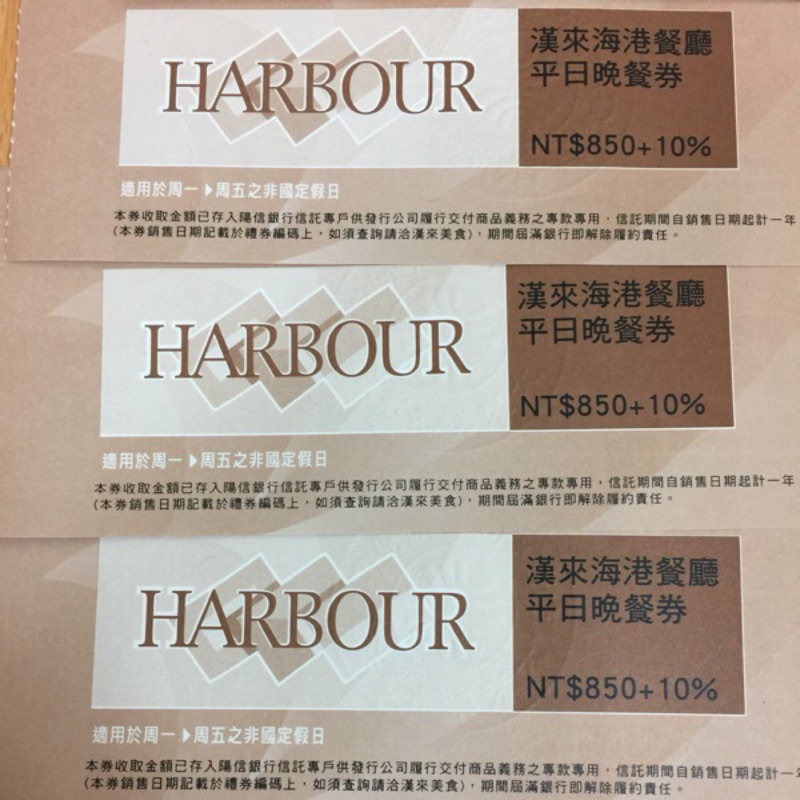 HARBOUR
漢來海港餐廳
平日晚餐券
NT$850+10%
適用於周一▶周五之非國定假日
本券收取金額已存入陽信銀行信託專戶供發行公司履行交付商品義務之專款專用，信託期間自銷售日期起計一年
(本券銷售日期記載於禮券編碼上，如須查詢請洽漢來美食)，期間屆滿銀行即解除履約責任。
HARBOUR
漢來海港餐廳
平日晚餐券
NT$850+10%
適用於周一▶周五之非國定假日
本券收取金額已存入陽信銀行信託專戶供發行公司履行交付商品義務之專款專用，信託期間自銷售日期起計一年
(本券銷售日期記載於禮券編碼上，如須查詢請洽漢來美食)，期間屆滿銀行即解除履約責任。
HARBOUR
漢來海港餐廳
平日晚餐券
NT$850+10%
適用於周一▶周五之非國定假日
本券收取金額已存入陽信銀行信託專戶供發行公司履行交付商品義務之專款專用，信託期間自銷售日期起計一
(本券銷售日期記載於禮券編碼上，如須查詢請洽漢來美食)，期間屆滿銀行即解除履約責任。